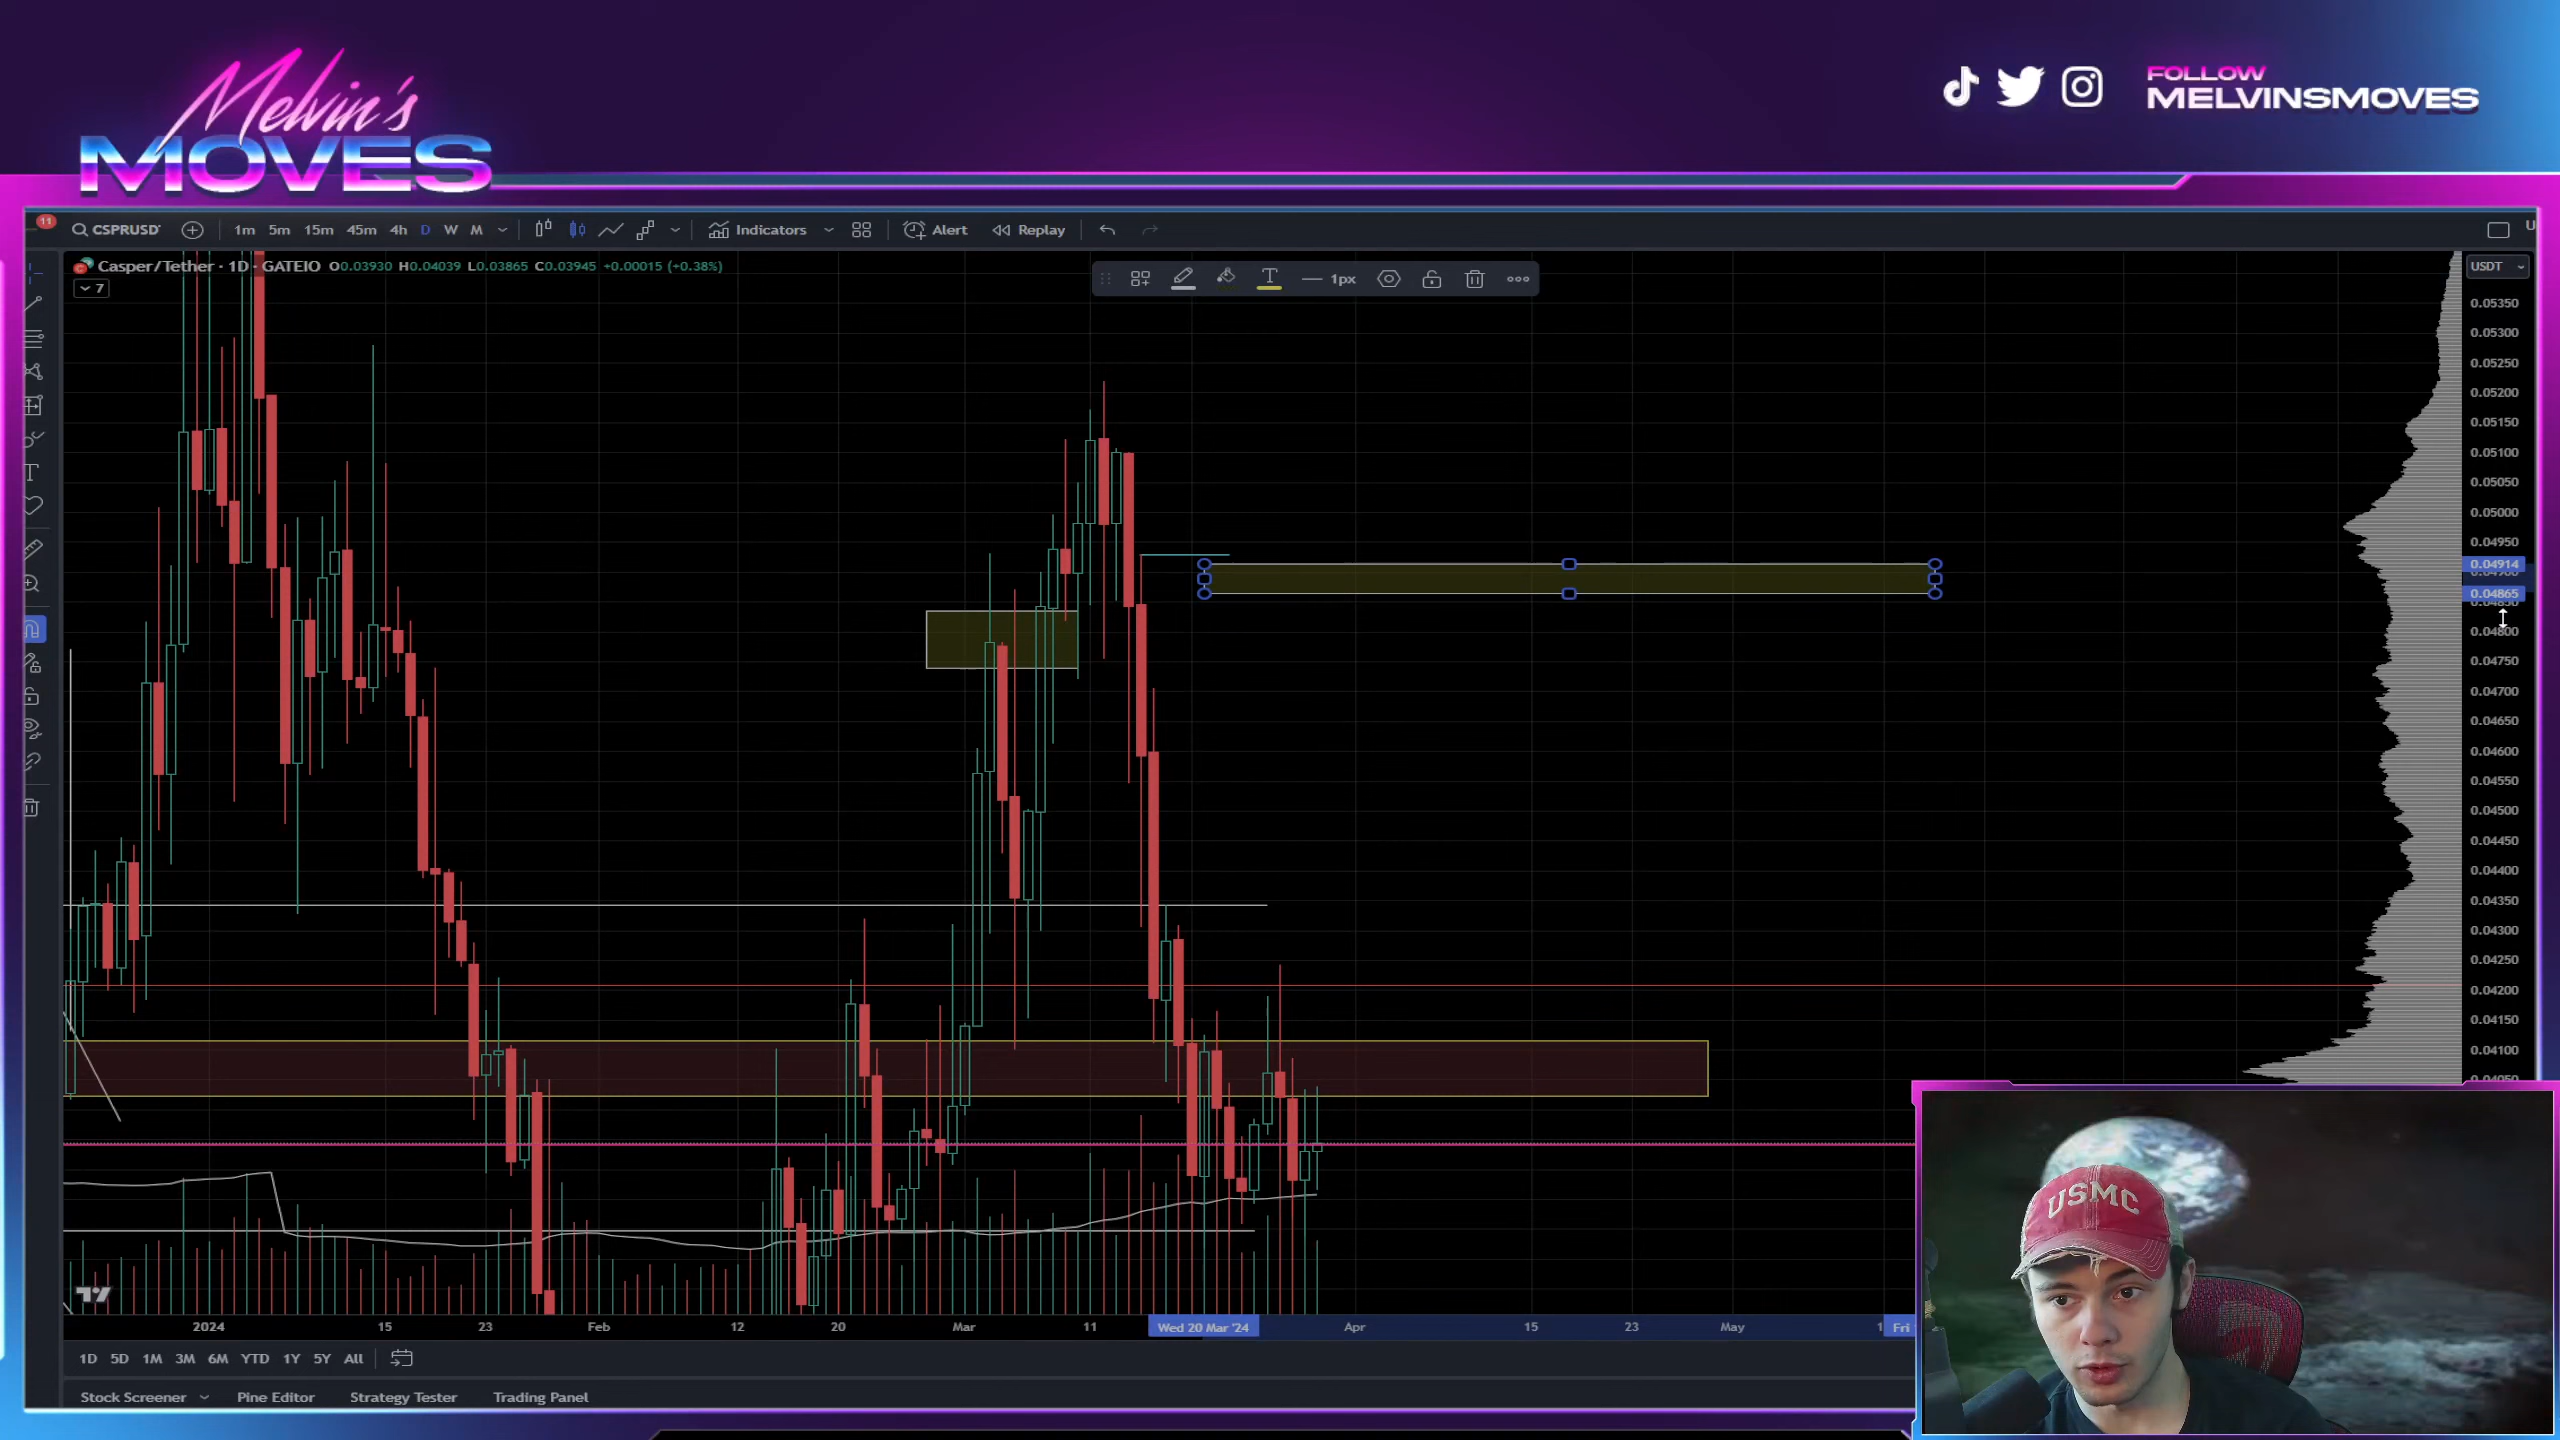 Melvin's
MOVES
FOLLOW
MELVINSMOVES
11
CSPRUSD
1m 5m 15m 45m 4h D W M
Indicators
Alert
Replay
U
Casper/Tether · 1D · GATEIO O0.03930 H0.04039 L0.03865 C0.03945 +0.00015 (+0.38%)
7
1px
USDT
0.05350
0.05300
0.05250
0.05200
0.05150
0.05100
0.05050
0.05000
0.04950
0.04914
0.04865
0.04800
0.04750
0.04700
0.04650
0.04600
0.04550
0.04500
0.04450
0.04400
0.04350
0.04300
0.04250
0.04200
0.04150
0.04100
USMC
2024 15 23 Feb 12 20 Mar 11 Wed 20 Mar '24 Apr 15 23 May 1 Fri
1D 5D 1M 3M 6M YTD 1Y 5Y All
Stock Screener Pine Editor Strategy Tester Trading Panel